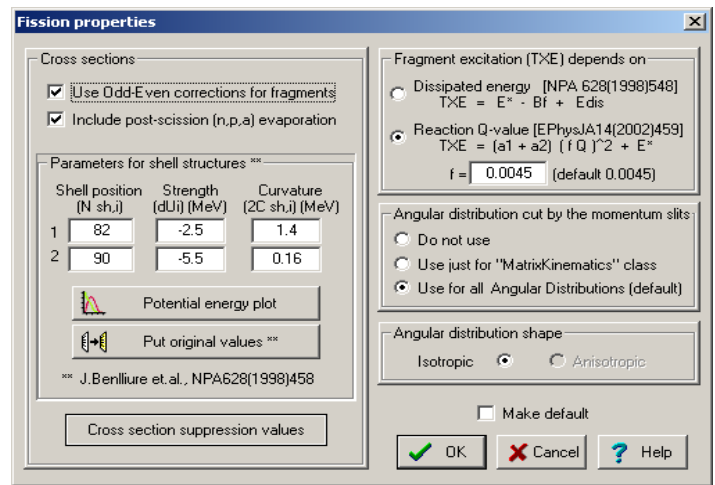 Fission properties
Cross sections
Use Odd-Even corrections for fragments
Include post-scission (n,p,a) evaporation
Parameters for shell structures **
Shell position Strength Curvature
(N sh,i) (dUi) (MeV) (2C sh,i) (MeV)
1 82 -2.5 1.4
2 90 -5.5 0.16
Potential energy plot
Put original values **
** J.Benlliure et.al., NPA628(1998)458
Cross section suppression values
Fragment excitation (TXE) depends on
Dissipated energy [NPA 628(1998)548]
TXE = E* - Bf + Edis
Reaction Q-value [EPhysJA14(2002)459]
TXE = (a1 + a2) (f Q )^2 + E*
f = 0.0045 (default 0.0045)
Angular distribution cut by the momentum slits
Do not use
Use just for "MatrixKinematics" class
Use for all Angular Distributions (default)
Angular distribution shape
Isotropic Anisotropic
Make default
OK Cancel Help